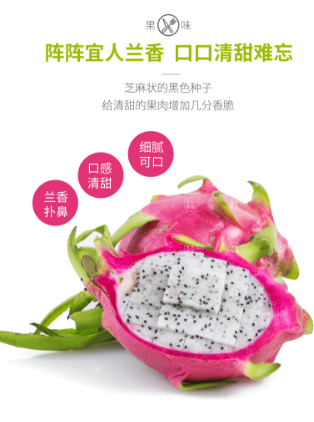 果味
阵阵宜人兰香 口口清甜难忘
芝麻状的黑色种子
给清甜的果肉增加几分香脆
细腻
可口
口感
清甜
兰香
扑鼻